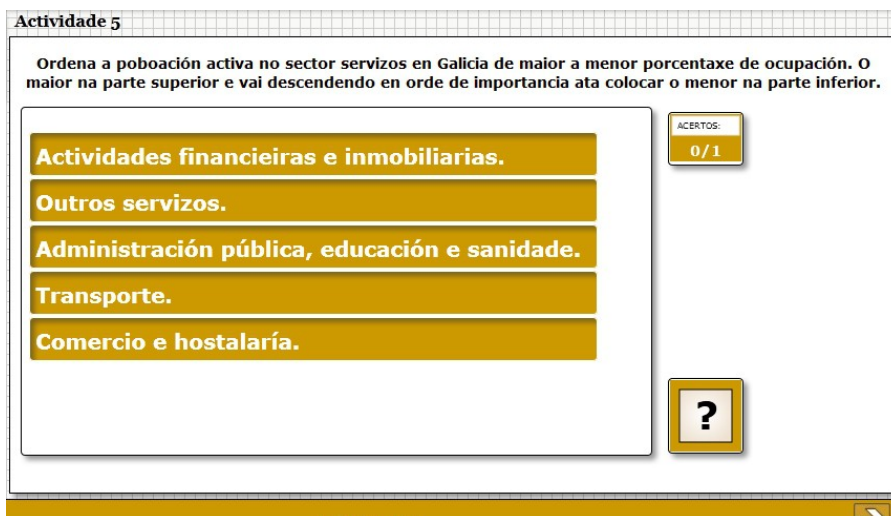 Actividade 5
Ordena a poboación activa no sector servizos en Galicia de maior a menor porcentaxe de ocupación. O
maior na parte superior e vai descendendo en orde de importancia ata colocar o menor na parte inferior.
ACERTOS:
0/1
Actividades financieiras e inmobiliarias.
Outros servizos.
Administración pública, educación e sanidade.
Transporte.
Comercio e hostalaría.
?